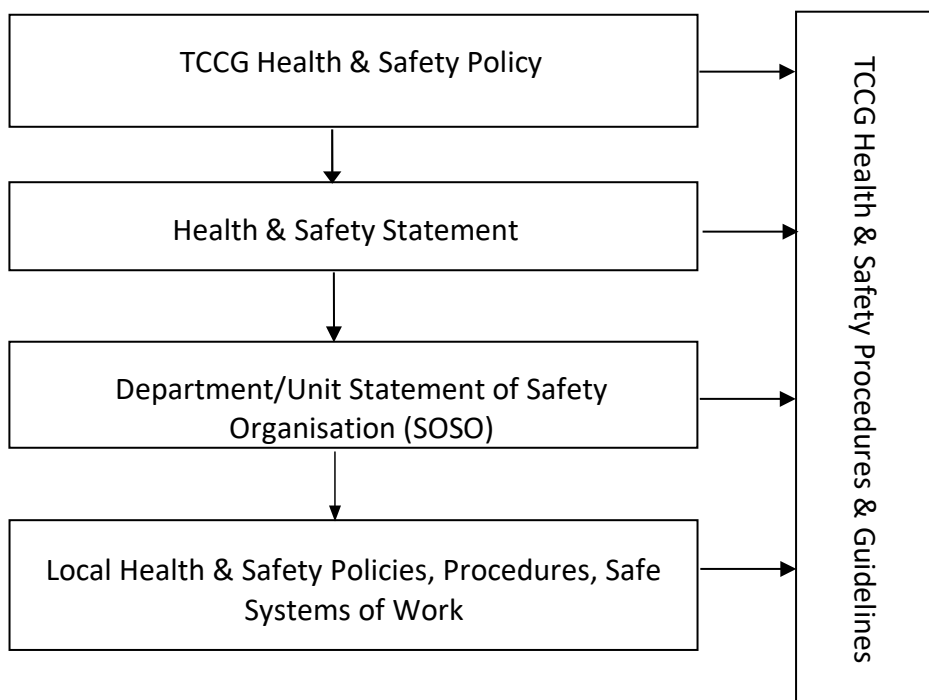 TCCG Health & Safety Policy
Health & Safety Statement
Department/Unit Statement of Safety
Organisation (SOSO)
Local Health & Safety Policies, Procedures, Safe
Systems of Work
TCCG Health & Safety Procedures & Guidelines